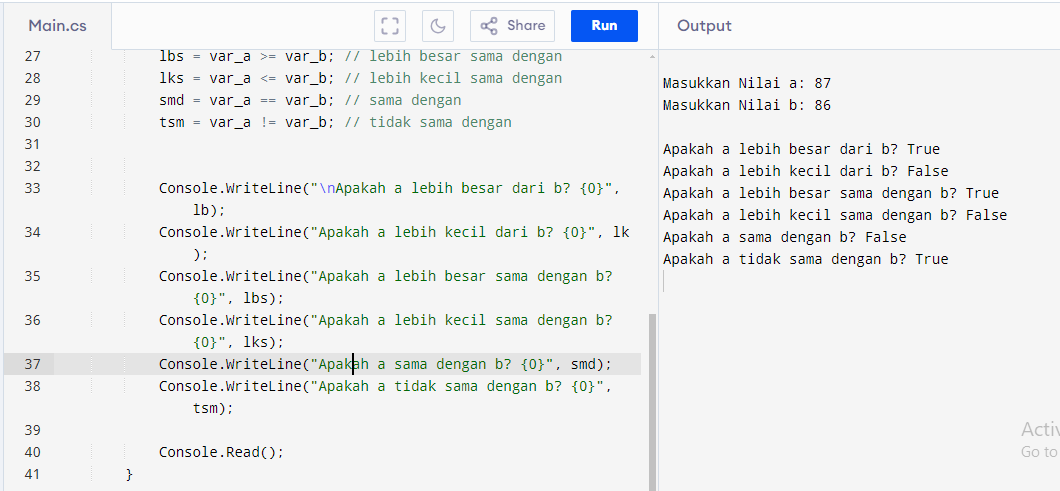 Main.cs
Share
Run
Output
27 lbs = var_a >= var_b; // lebih besar sama dengan
28 lks = var_a <= var_b; // lebih kecil sama dengan
29 smd = var_a == var_b; // sama dengan
30 tsm = var_a != var_b; // tidak sama dengan
31
32
33 Console.WriteLine("\nApakah a lebih besar dari b? {0}",
lb);
34 Console.WriteLine("Apakah a lebih kecil dari b? {0}", lk
);
35 Console.WriteLine("Apakah a lebih besar sama dengan b?
{0}", lbs);
36 Console.WriteLine("Apakah a lebih kecil sama dengan b?
{0}", lks);
37 Console.WriteLine("Apakah a sama dengan b? {0}", smd);
38 Console.WriteLine("Apakah a tidak sama dengan b? {0}",
tsm);
39
40 Console.Read();
41 }
Masukkan Nilai a: 87
Masukkan Nilai b: 86
Apakah a lebih besar dari b? True
Apakah a lebih kecil dari b? False
Apakah a lebih besar sama dengan b? True
Apakah a lebih kecil sama dengan b? False
Apakah a sama dengan b? False
Apakah a tidak sama dengan b? True
Go to